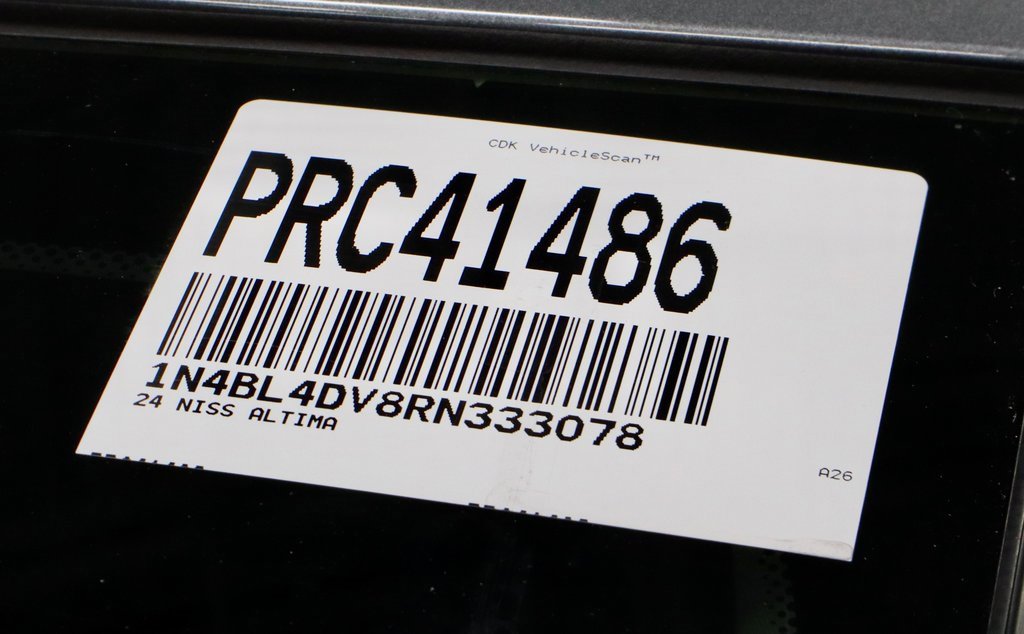 CDK VehicleScan™
PRC41486
1N4BL4DV8RN333078
24 NISS ALTIMA
A26